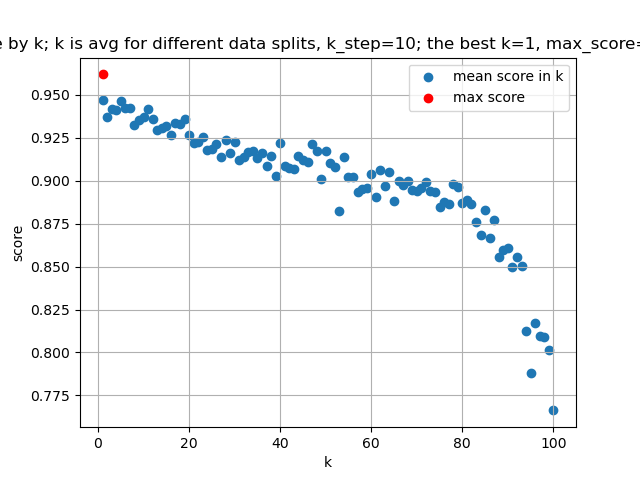 by k; k is avg for different data splits, k_step=10; the best k=1, max_score=
mean score in k
max score
0.950
0.925
0.900
0.875
0.850
0.825
0.800
0.775
score
0
20
40
60
80
100
k